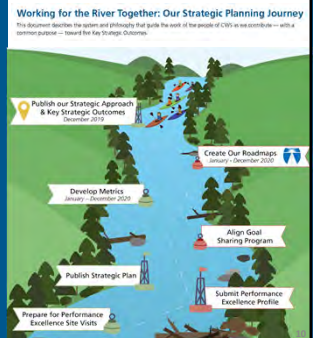 Working for the River Together: Our Strategic Planning Journey
This document describes the system and philosophy that guide the work of the people of CWS as we contribute — with a
common purpose — toward five Key Strategic Outcomes.
Publish our Strategic Approach
& Key Strategic Outcomes
December 2019
Create Our Roadmaps
January - December 2020
Develop Metrics
January - December 2020
Align Goal
Sharing Program
Publish Strategic Plan
Submit Performance
Excellence Profile
Prepare for Performance
Excellence Site Visits
10